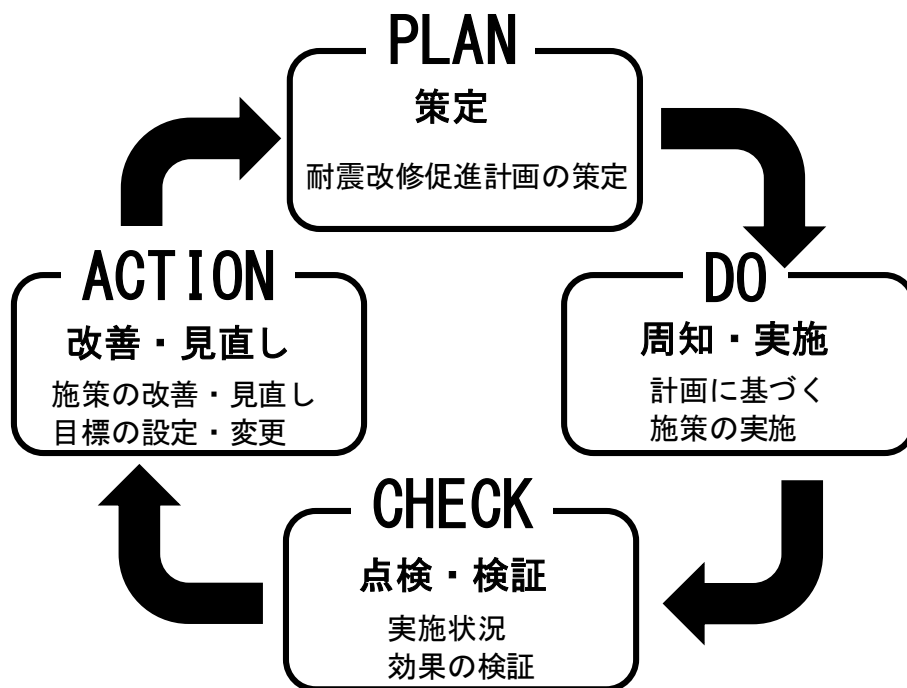 PLAN
策定
耐震改修促進計画の策定
DO
周知・実施
計画に基づく
施策の実施
CHECK
点検・検証
実施状況
効果の検証
ACTION
改善・見直し
施策の改善・見直し
目標の設定・変更